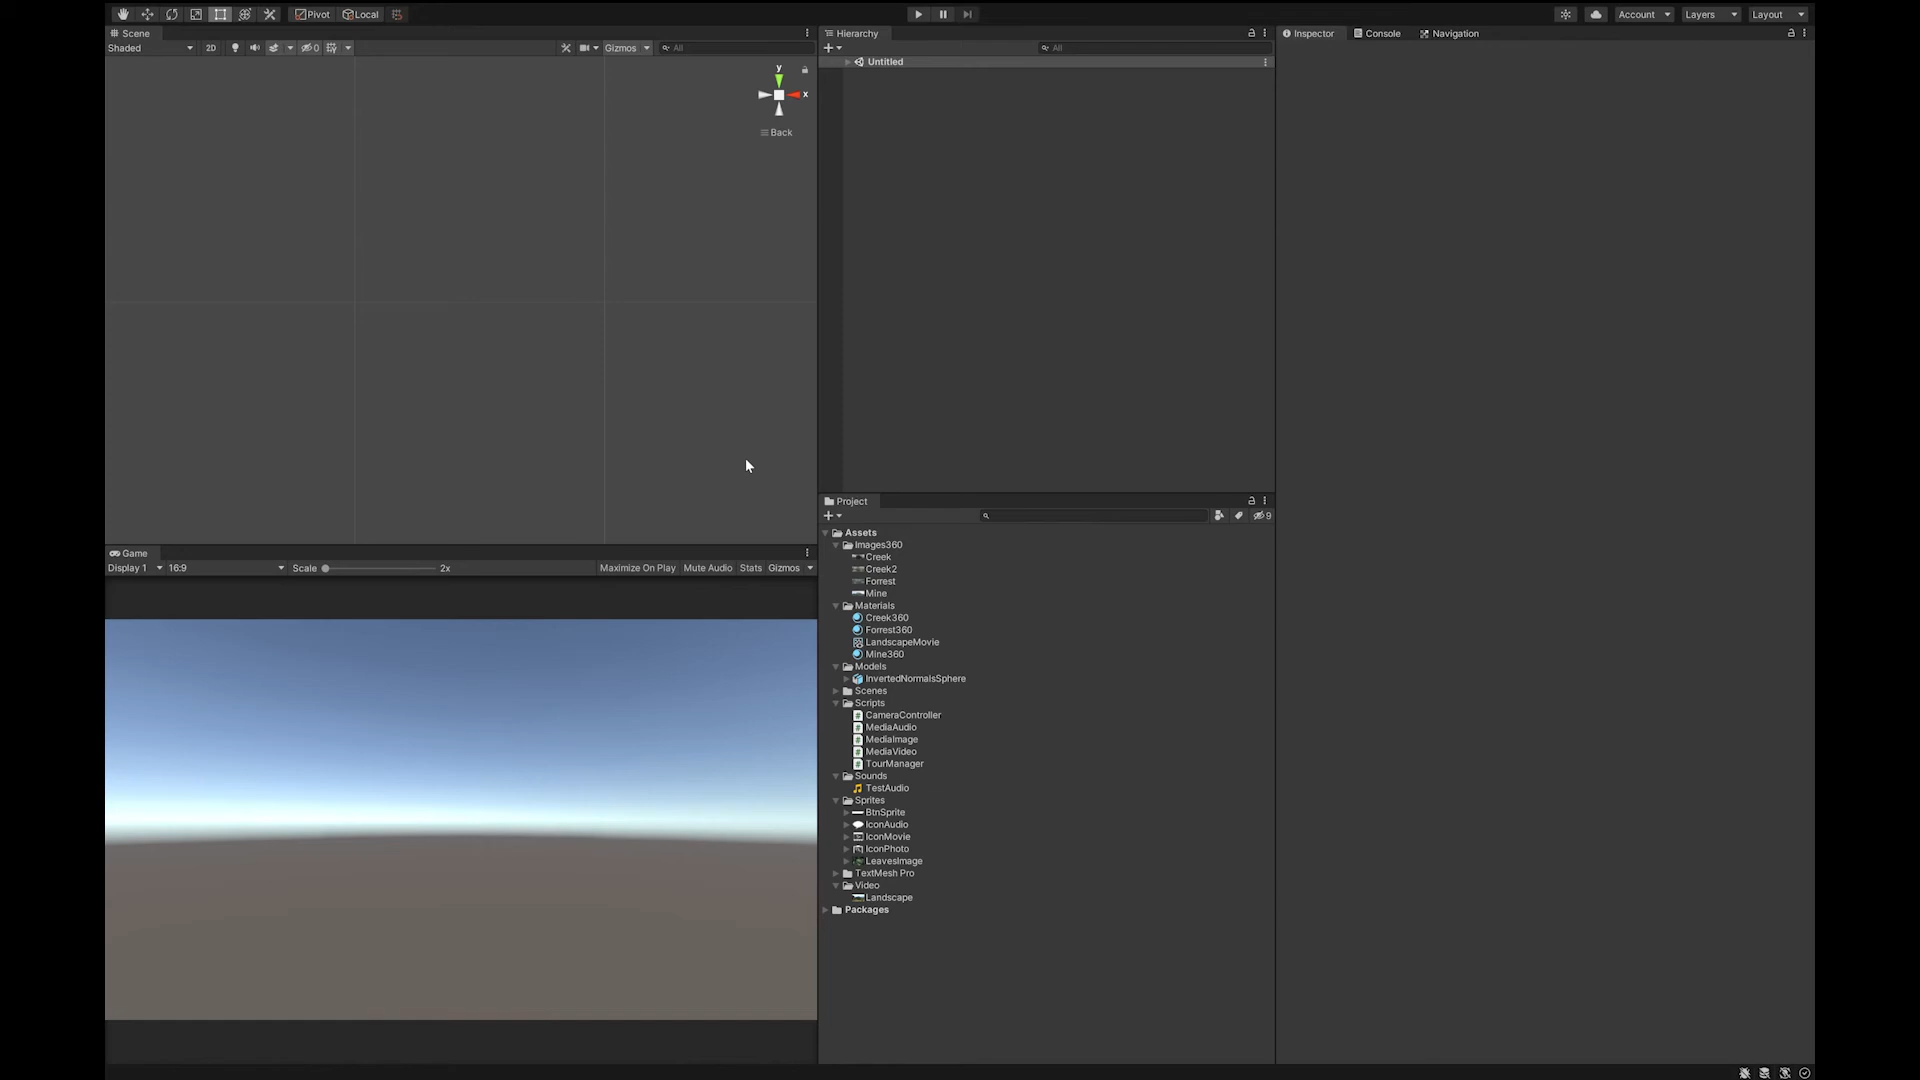 Pivot Local Account Layers Layout
Scene
Shaded 2D 0 Gizmos All
y
x
Back
Hierarchy
All
Untitled
Inspector Console Navigation
Project
9
Assets
Images360
Creek
Creek2
Forrest
Mine
Materials
Creek360
Forrest360
LandscapeMovie
Mine360
Models
InvertedNormalsSphere
Scenes
Scripts
CameraController
MediaAudio
MediaImage
MediaVideo
TourManager
Sounds
TestAudio
Sprites
BtnSprite
IconAudio
IconMovie
IconPhoto
LeavesImage
TextMesh Pro
Video
Landscape
Packages
Game
Display 1 16:9 Scale 2x Maximize On Play Mute Audio Stats Gizmos